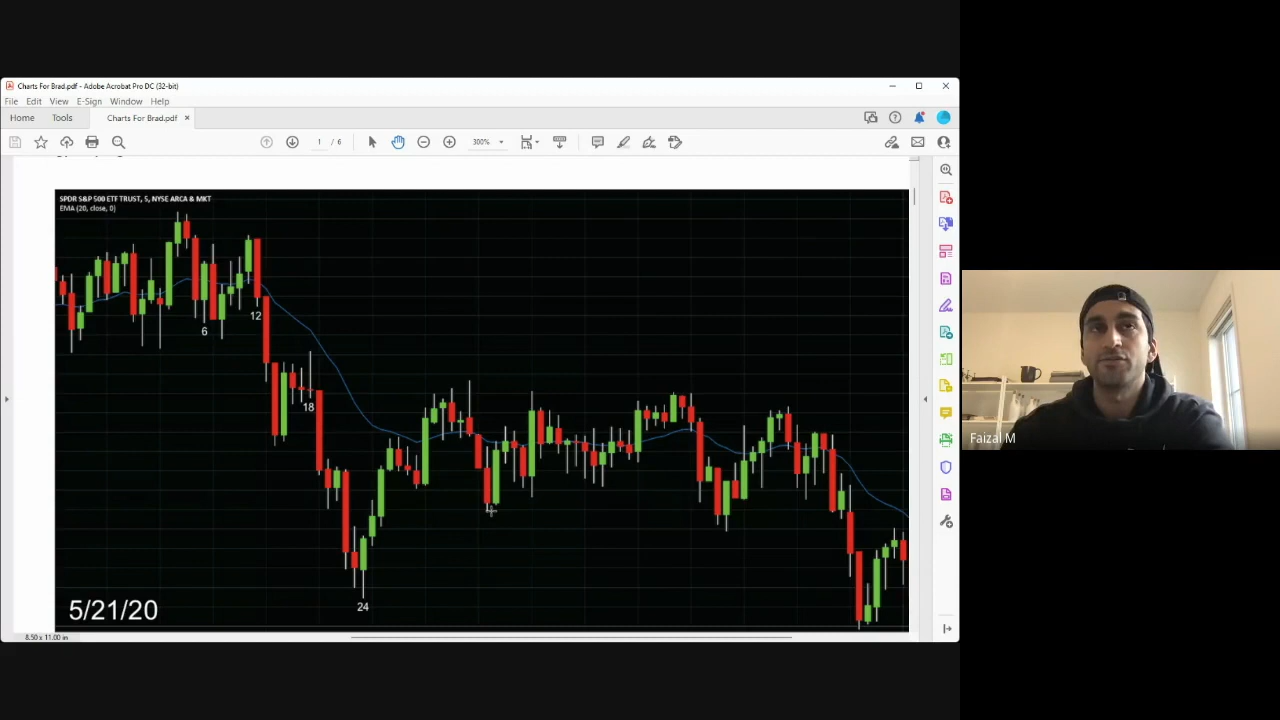 Charts For Brad.pdf - Adobe Acrobat Pro DC (32-bit)
File Edit View E-Sign Window Help
Home Tools Charts For Brad.pdf ×
1 / 6 300%
SPDR S&P 500 ETF TRUST, 5, NYSE ARCA & MKT
EMA (20, close, 0)
6
12
18
24
5/21/20
8.50 x 11.00 in
Faizal M